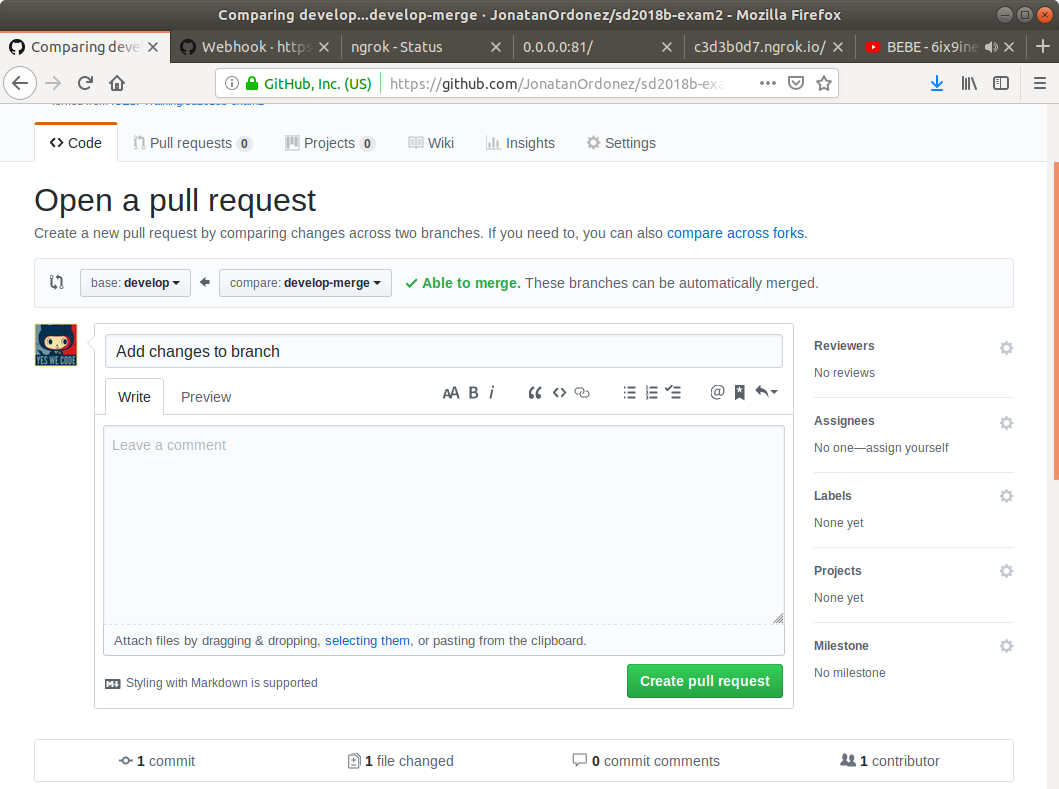 Comparing develop...develop-merge · JonatanOrdonez/sd2018b-exam2 - Mozilla Firefox
Comparing deve
Webhook · https
ngrok - Status
0.0.0.0:81/
c3d3b0d7.ngrok.io/
BEBE - 6ix9ine
GitHub, Inc. (US)
https://github.com/JonatanOrdonez/sd2018b-exa
Code
Pull requests 0
Projects 0
Wiki
Insights
Settings
Open a pull request
Create a new pull request by comparing changes across two branches. If you need to, you can also compare across forks.
base: develop
compare: develop-merge
Able to merge. These branches can be automatically merged.
YES WE CODE
Add changes to branch
Write
Preview
AA B i
@
Leave a comment
Attach files by dragging & dropping, selecting them, or pasting from the clipboard.
Styling with Markdown is supported
Create pull request
Reviewers
No reviews
Assignees
No one—assign yourself
Labels
None yet
Projects
None yet
Milestone
No milestone
1 commit
1 file changed
0 commit comments
1 contributor